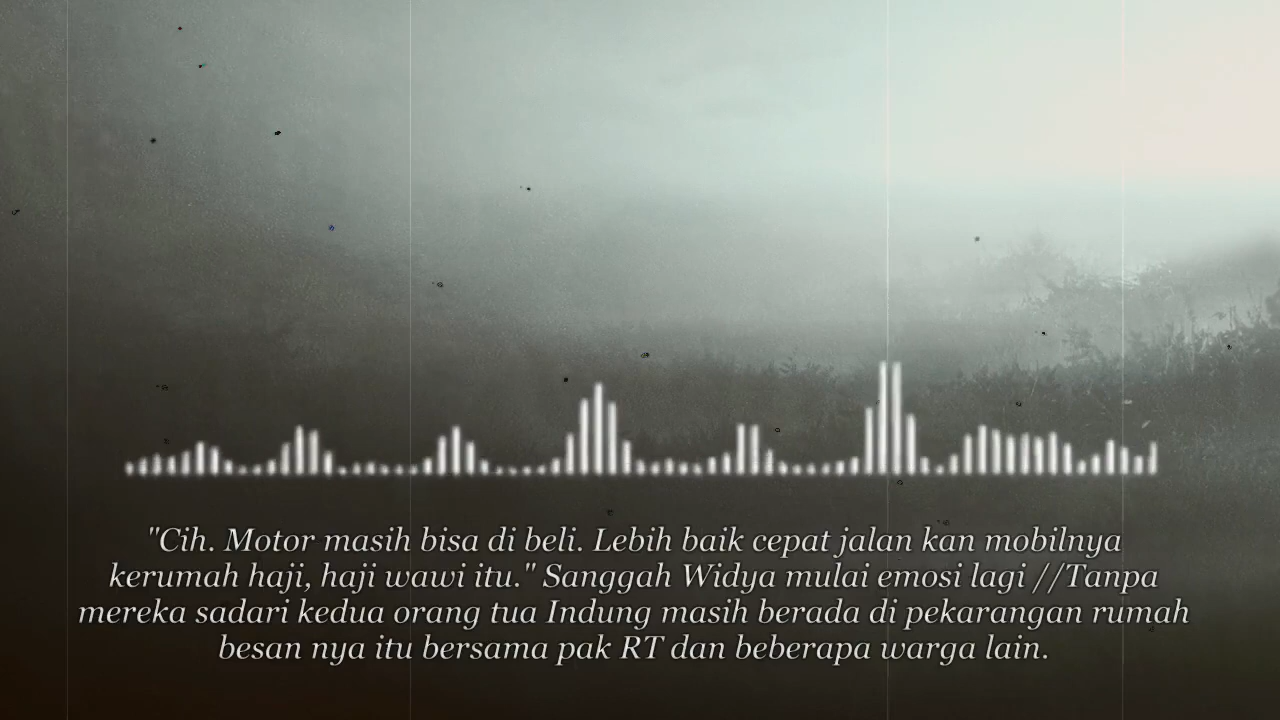 "Cih. Motor masih bisa di beli. Lebih baik cepat jalan kan mobilnya
kerumah haji, haji wawi itu." Sanggah Widya mulai emosi lagi //Tanpa
mereka sadari kedua orang tua Indung masih berada di pekarangan rumah
besan nya itu bersama pak RT dan beberapa warga lain.